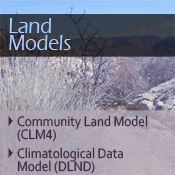 Land
Models
Community Land Model
(CLM4)
Climatological Data
Model (DLND)